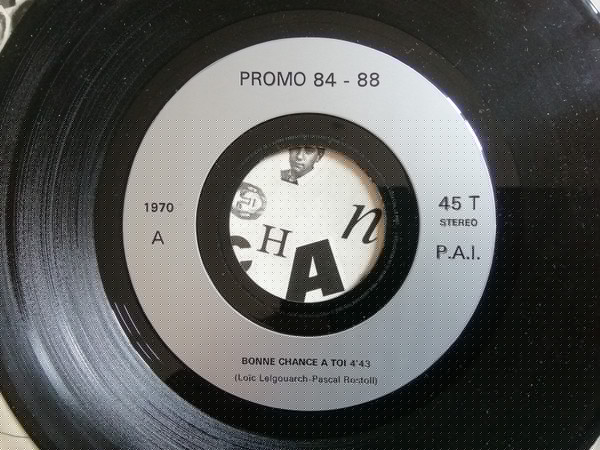 PROMO 84 - 88
1970
A
45 T
STEREO
P.A.I.
C H A n
BONNE CHANCE A TOI 4'43
(Loïc Lelgouarch-Pascal Rostoll)